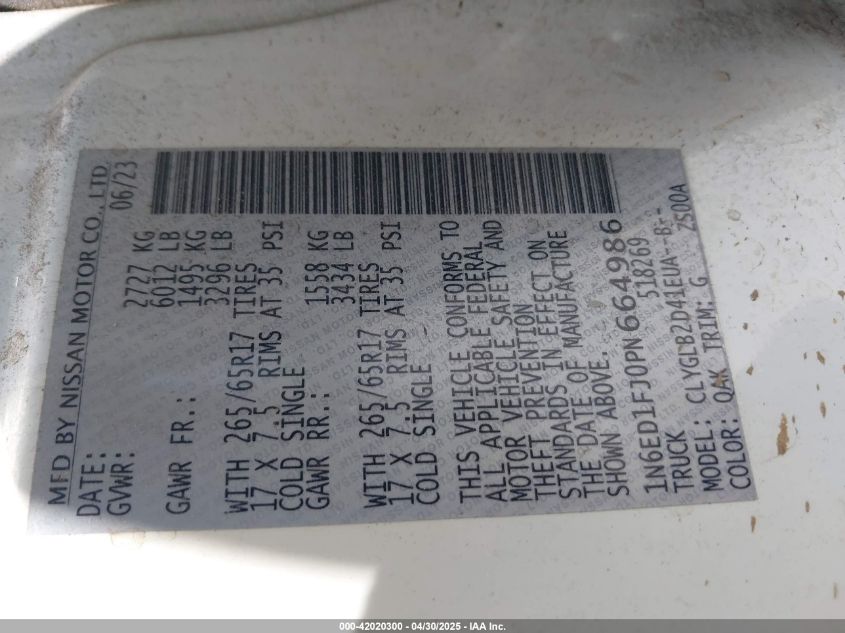 MFD BY NISSAN MOTOR CO., LTD.
DATE: 06/23
GVWR: 2727 KG
6012 LB
GAWR FR.: 1495 KG
3296 LB
WITH 265/65R17 TIRES
17 X 7.5 RIMS AT 35 PSI
COLD SINGLE
GAWR RR.: 1558 KG
3434 LB
WITH 265/65R17 TIRES
17 X 7.5 RIMS AT 35 PSI
COLD SINGLE
THIS VEHICLE CONFORMS TO
ALL APPLICABLE FEDERAL
MOTOR VEHICLE SAFETY AND
THEFT PREVENTION
STANDARDS IN EFFECT ON
THE DATE OF MANUFACTURE
SHOWN ABOVE.
1N6ED1FJ0PN664986
TRUCK 518269
MODEL: CLYGLB2D44EUA--B--
COLOR: QAK TRIM: G ZS00A
000-42020300 - 04/30/2025 - IAA Inc.